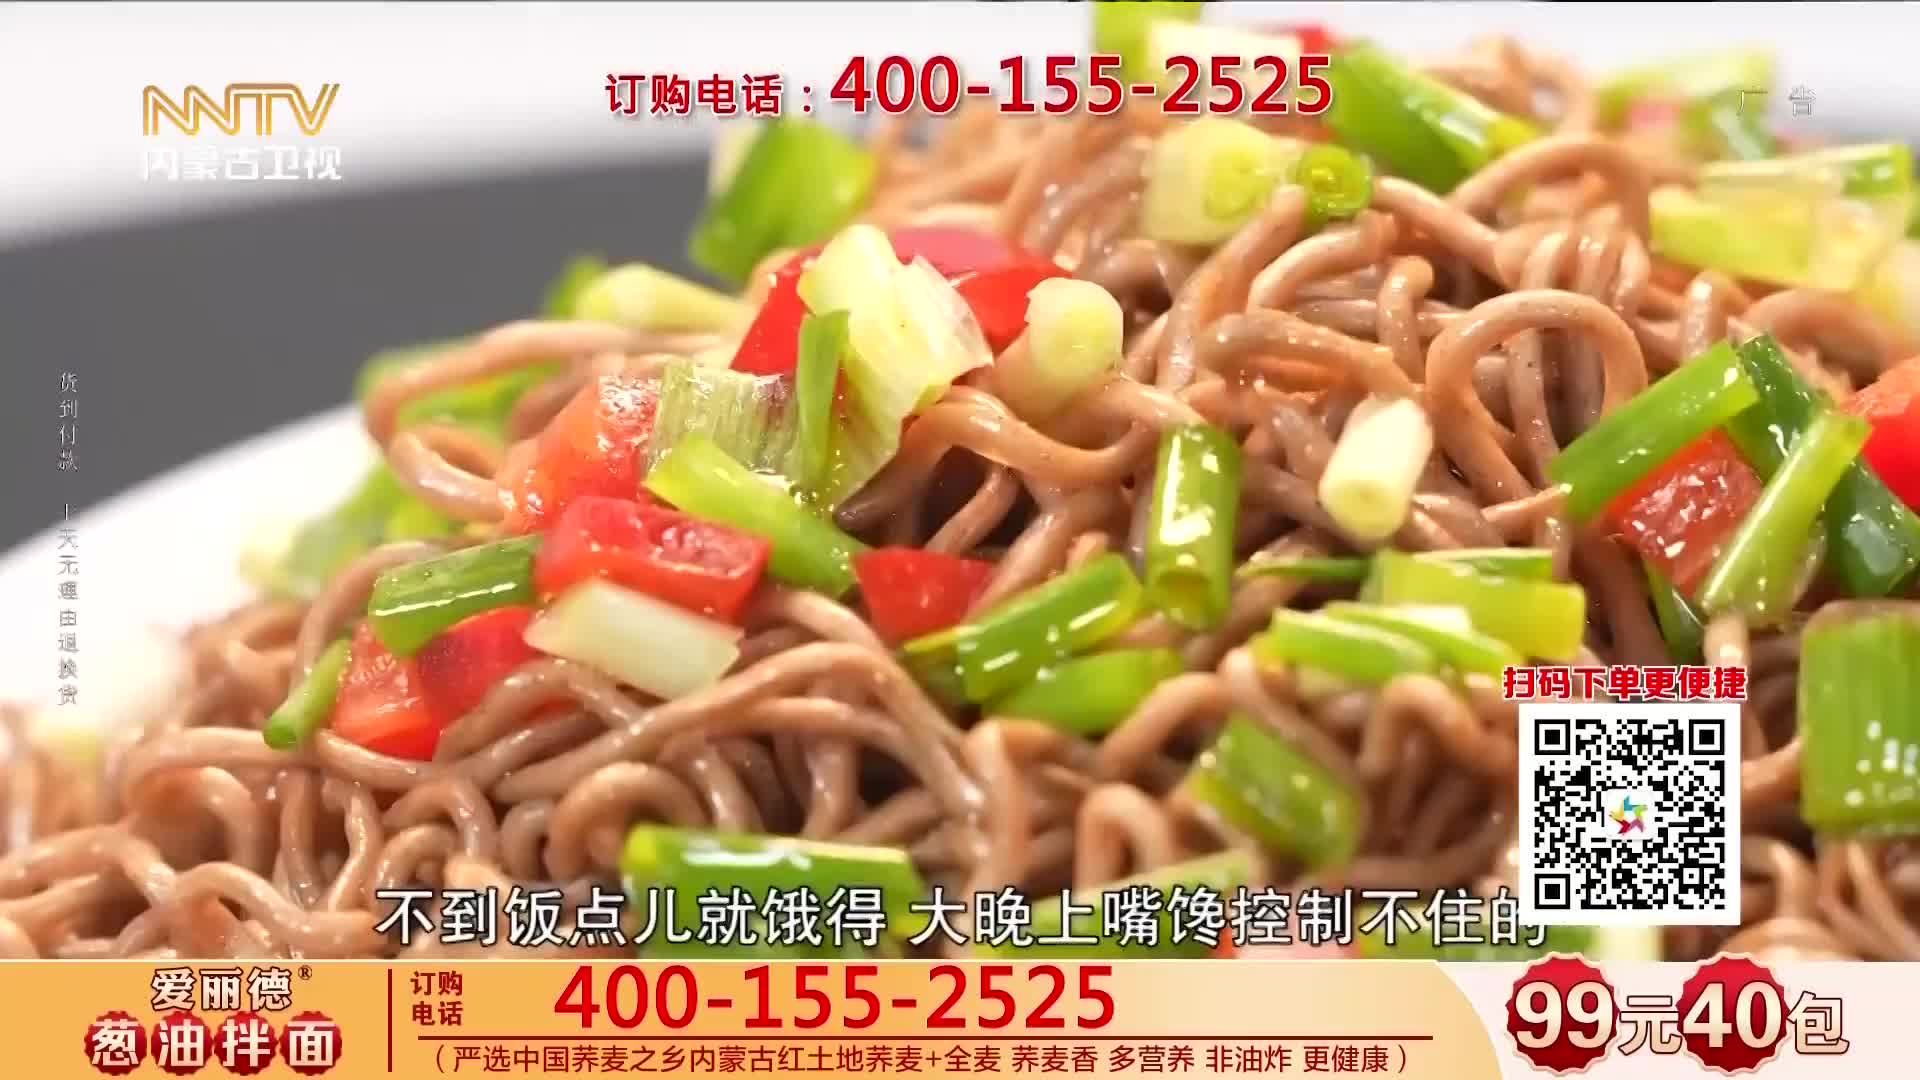 订购电话：400-155-2525
广告
NNTV
内蒙古卫视
货到付款 七天无理由退换货
扫码下单更便捷
不到饭点儿就饿得 大晚上嘴馋控制不住的
爱丽德®
葱油拌面
订购
电话
400-155-2525
（严选中国荞麦之乡内蒙古红土地荞麦+全麦 荞麦香 多营养 非油炸 更健康）
99元40包